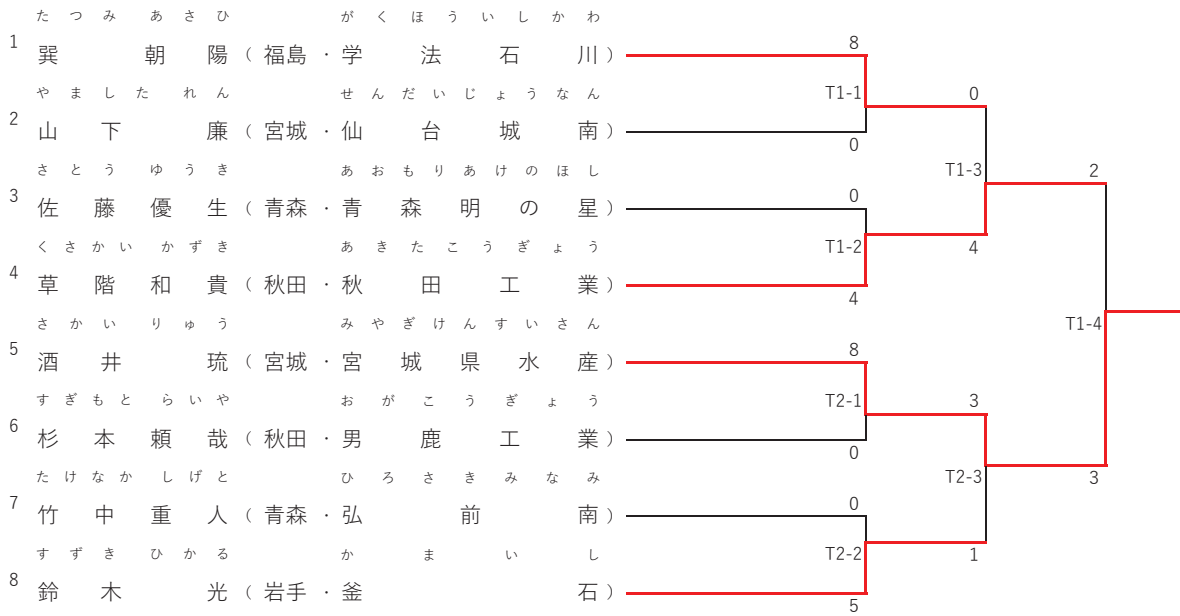 たつみ あさひ がくほういしかわ
1 巽 朝陽 ( 福島 ・ 学法石川 ) 8
やました れん せんだいじょうなん T1-1 0
2 山下 廉 ( 宮城 ・ 仙台城南 ) 0
さとう ゆうき あおもりあけのほし T1-3 2
3 佐藤優生 ( 青森 ・ 青森明の星 ) 0
くさかい かずき あきたこうぎょう T1-2 4
4 草階和貴 ( 秋田 ・ 秋田工業 ) 4
さかい りゅう みやぎけんすいさん T1-4
5 酒井 琉 ( 宮城 ・ 宮城県水産 ) 8
すぎもと らいや おがこうぎょう T2-1 3
6 杉本頼哉 ( 秋田 ・ 男鹿工業 ) 0
たけなか しげと ひろさきみなみ T2-3 3
7 竹中重人 ( 青森 ・ 弘前南 ) 0
すずき ひかる かまいし T2-2 1
8 鈴木 光 ( 岩手 ・ 釜石 ) 5